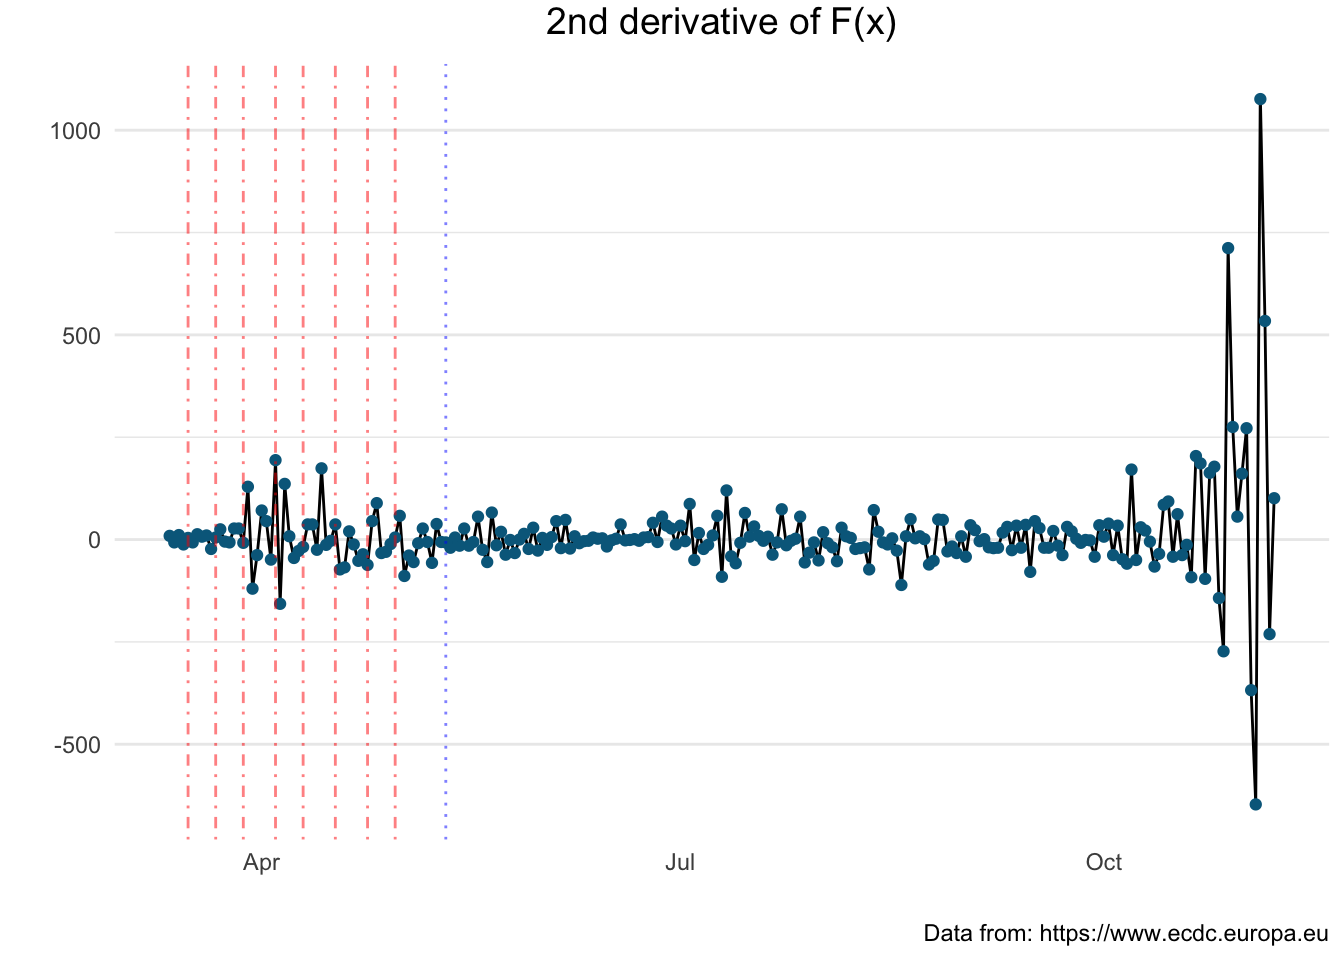 2nd derivative of F(x)
1000
500
0
-500
Apr Jul Oct
Data from: https://www.ecdc.europa.eu